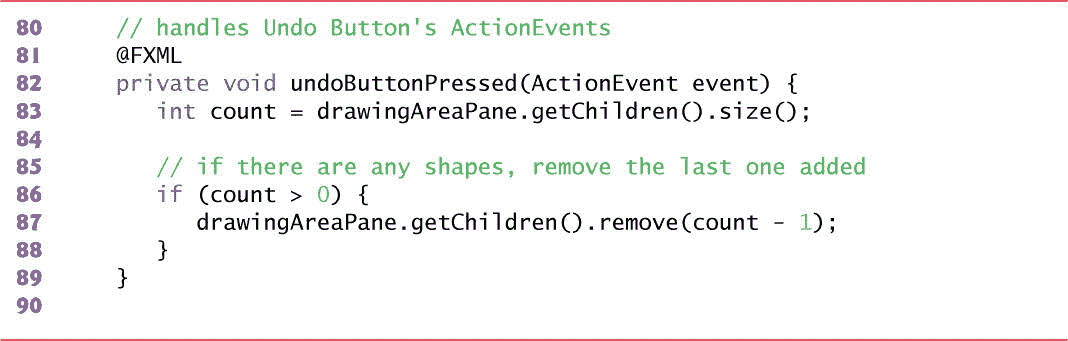 80 // handles Undo Button's ActionEvents
81 @FXML
82 private void undoButtonPressed(ActionEvent event) {
83 int count = drawingAreaPane.getChildren().size();
84
85 // if there are any shapes, remove the last one added
86 if (count > 0) {
87 drawingAreaPane.getChildren().remove(count - 1);
88 }
89 }
90